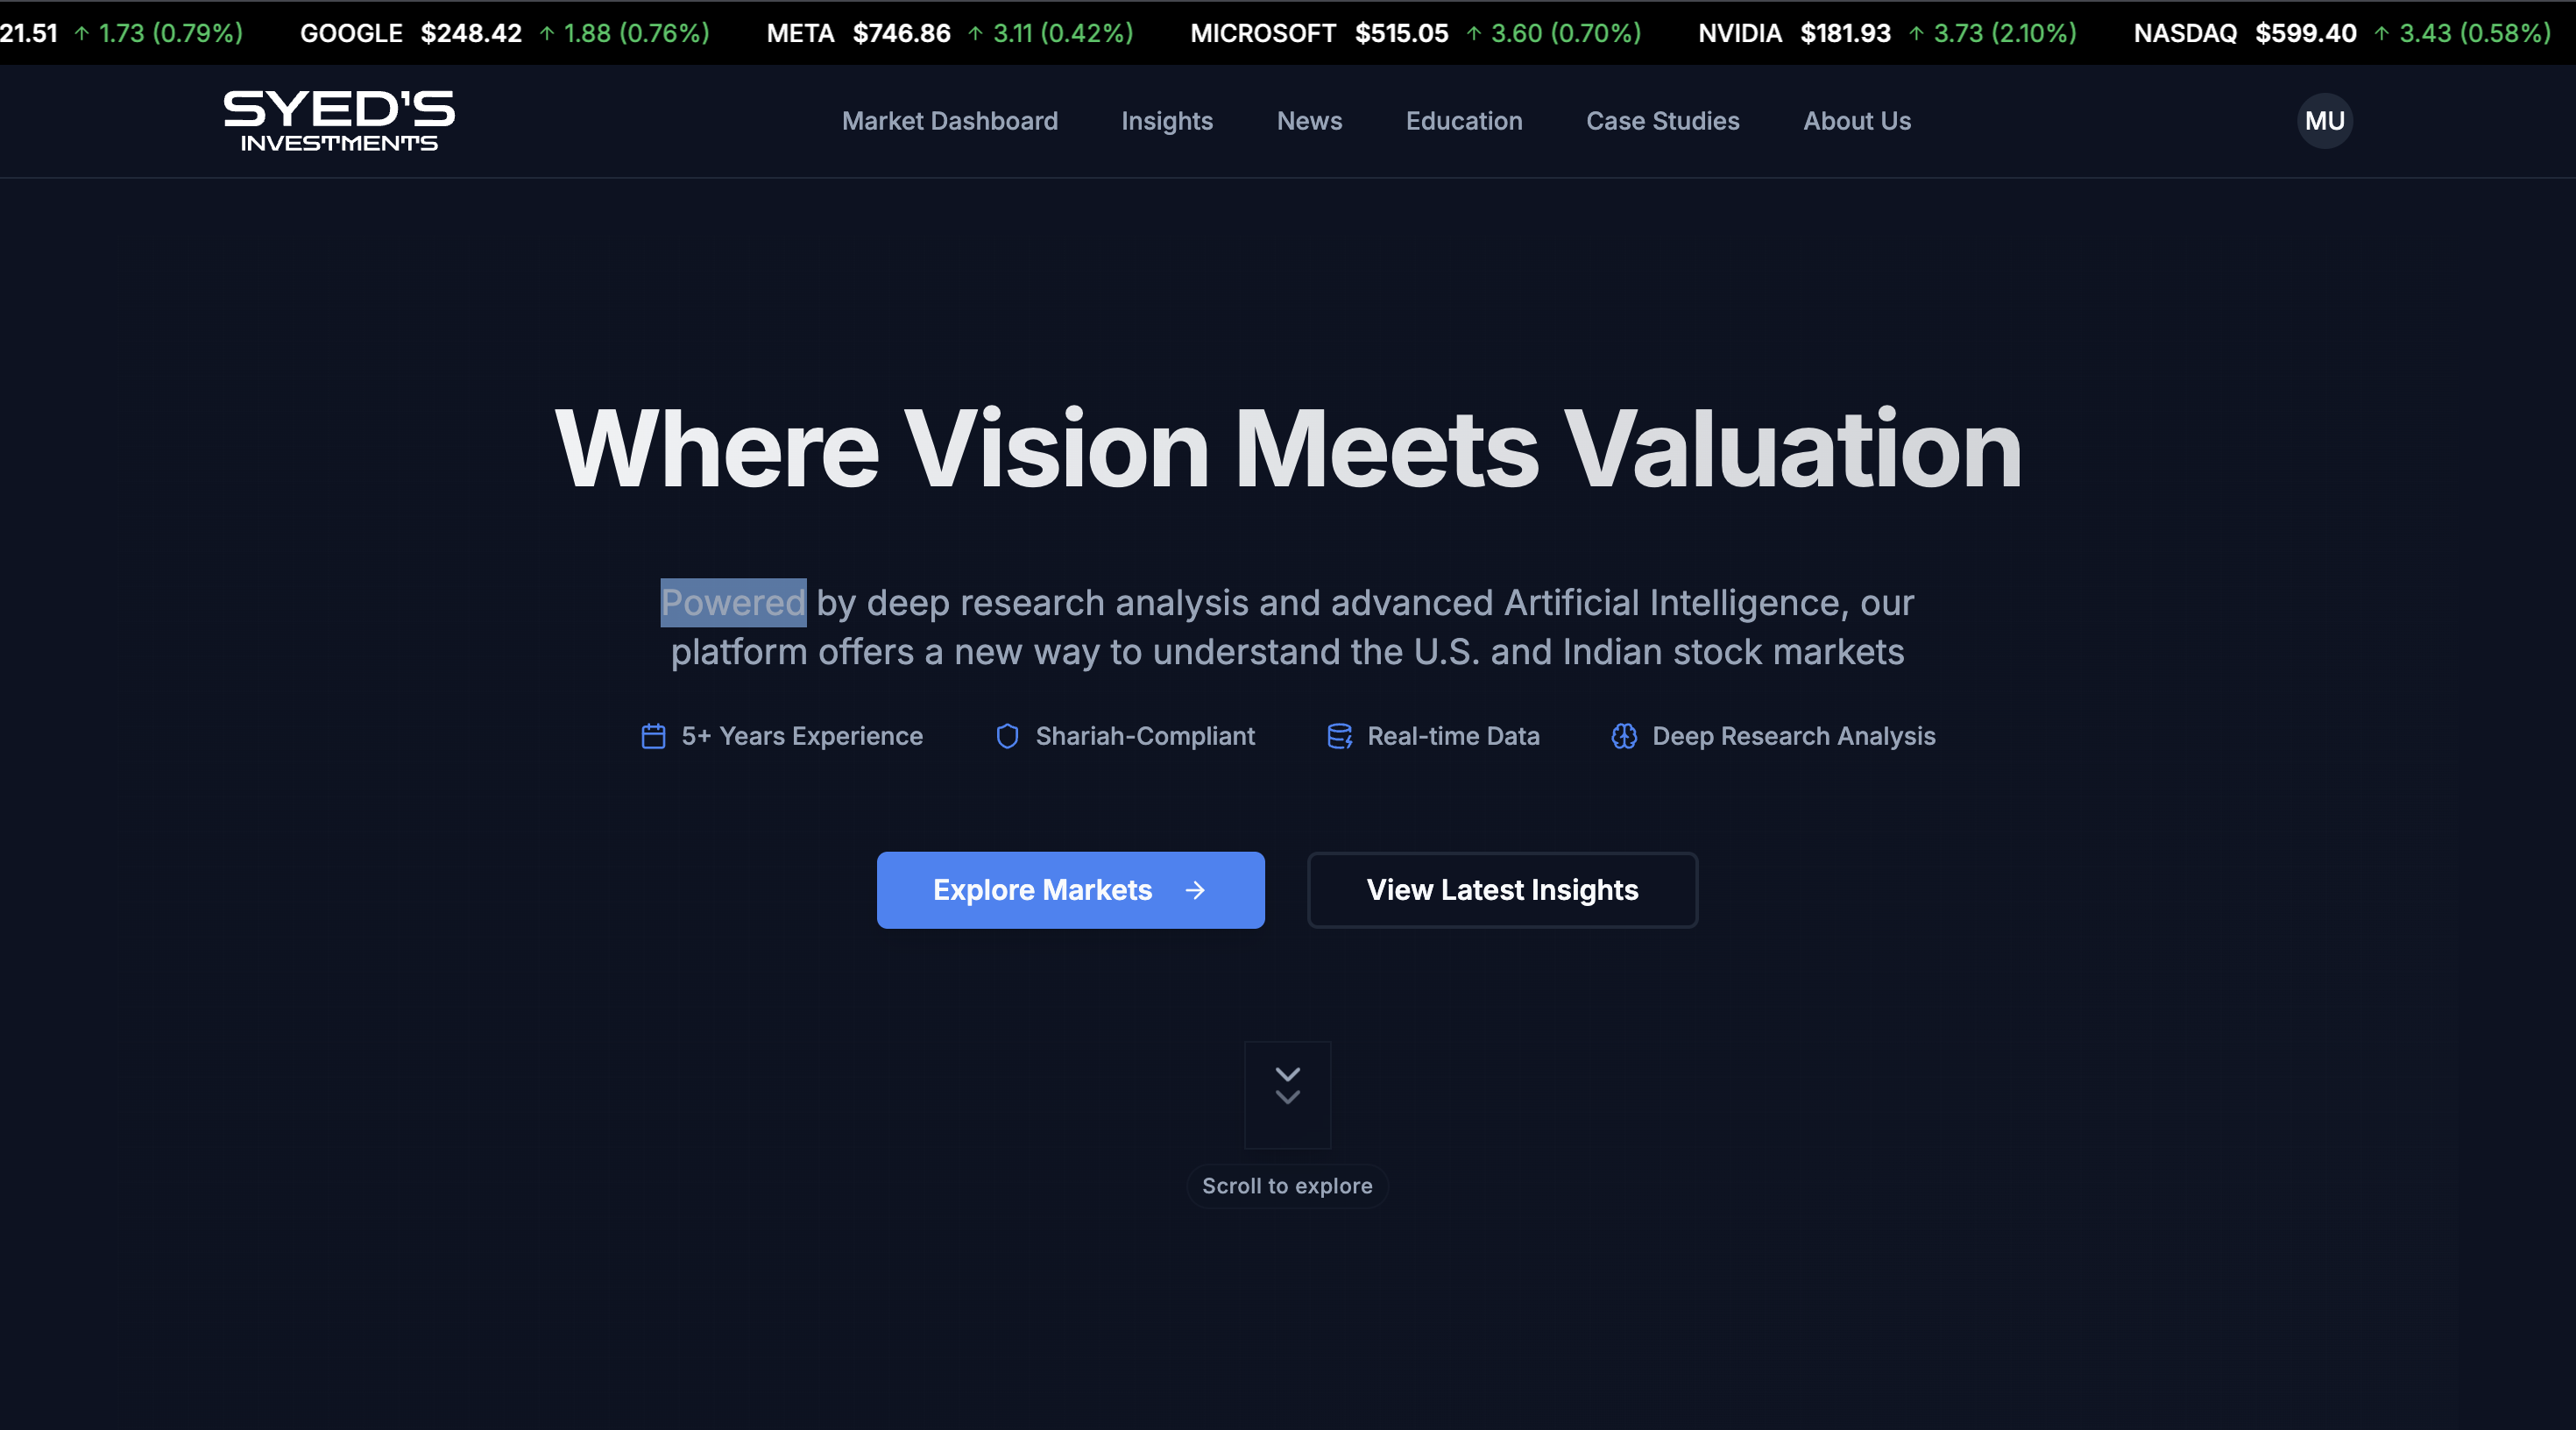 21.51 ↑ 1.73 (0.79%) GOOGLE $248.42 ↑ 1.88 (0.76%) META $746.86 ↑ 3.11 (0.42%) MICROSOFT $515.05 ↑ 3.60 (0.70%) NVIDIA $181.93 ↑ 3.73 (2.10%) NASDAQ $599.40 ↑ 3.43 (0.58%)
SYED'S
INVESTMENTS
Market Dashboard Insights News Education Case Studies About Us MU
Where Vision Meets Valuation
Powered by deep research analysis and advanced Artificial Intelligence, our
platform offers a new way to understand the U.S. and Indian stock markets
5+ Years Experience Shariah-Compliant Real-time Data Deep Research Analysis
Explore Markets → View Latest Insights
Scroll to explore